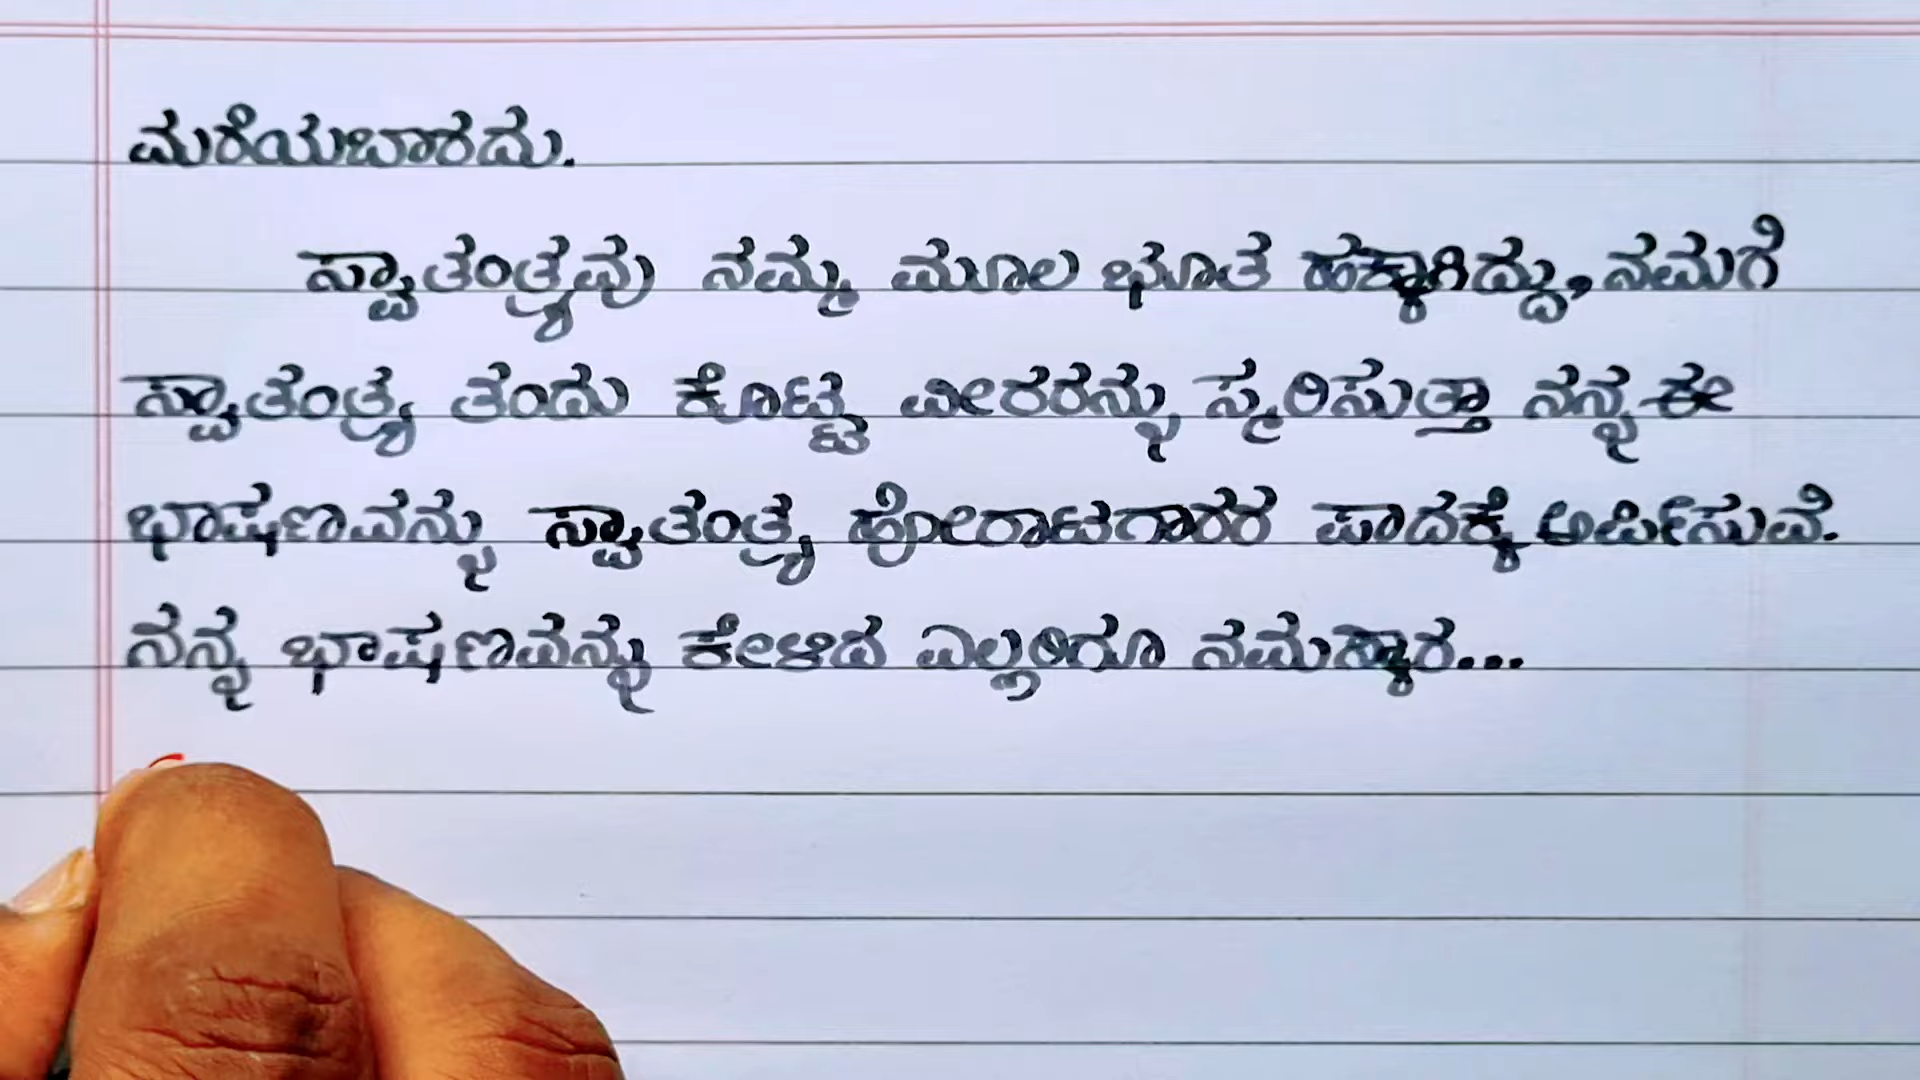 ಮರೆಯಬಾರದು.
ಸ್ವಾತಂತ್ರ್ಯವು ನಮ್ಮ ಮೂಲ ಭೂತ ಹಕ್ಕಾಗಿದ್ದು, ನಮಗೆ
ಸ್ವಾತಂತ್ರ್ಯ ತಂದು ಕೊಟ್ಟ ವೀರರನ್ನು ಸ್ಮರಿಸುತ್ತಾ ನನ್ನ ಈ
ಭಾಷಣವನ್ನು ಸ್ವಾತಂತ್ರ್ಯ ಹೋರಾಟಗಾರರ ಪಾದಕ್ಕೆ ಅರ್ಪಿಸುವೆ.
ನನ್ನ ಭಾಷಣವನ್ನು ಕೇಳಿದ ಎಲ್ಲರಿಗೂ ನಮಸ್ಕಾರ...